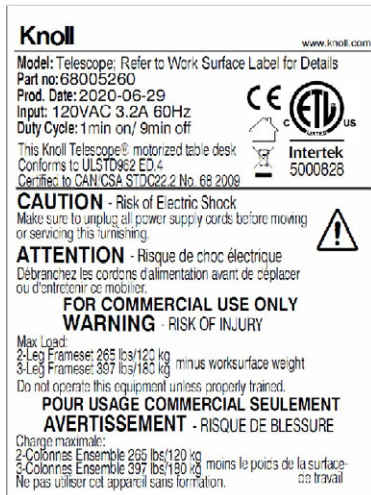 Knoll
www.knoll.com
Model: Telescope; Refer to Work Surface Label for Details
Part no: 68005260
Prod. Date: 2020-06-29
Input: 120VAC 3.2A 60Hz
Duty Cycle: 1min on/ 9min off
CE
C ETL US
LISTED
This Knoll Telescope® motorized table desk
Conforms to ULSTD962 ED.4
Certified to CAN/CSA STDC22.2 No. 68 2009
Intertek
5000828
CAUTION - Risk of Electric Shock
Make sure to unplug all power supply cords before moving
or servicing this furnishing.
ATTENTION - Risque de choc électrique
Débranchez les cordons d'alimentation avant de déplacer
ou d'entretenir ce mobilier.
FOR COMMERCIAL USE ONLY
WARNING - RISK OF INJURY
Max Load:
2-Leg Frameset 265 lbs/120 kg
3-Leg Frameset 397 lbs/180 kg minus worksurface weight
Do not operate this equipment unless properly trained.
POUR USAGE COMMERCIAL SEULEMENT
AVERTISSEMENT - RISQUE DE BLESSURE
Charge maximale:
2-Colonnes Ensemble 265 lbs/120 kg
3-Colonnes Ensemble 397 lbs/180 kg moins le poids de la surface-
de travail
Ne pas utiliser cet appareil sans formation.